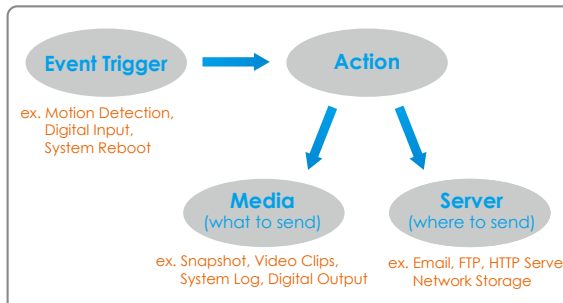 Event Trigger
Action
ex. Motion Detection,
Digital Input,
System Reboot
Media
(what to send)
Server
(where to send)
ex. Snapshot, Video Clips,
System Log, Digital Output
ex. Email, FTP, HTTP Serve
Network Storage